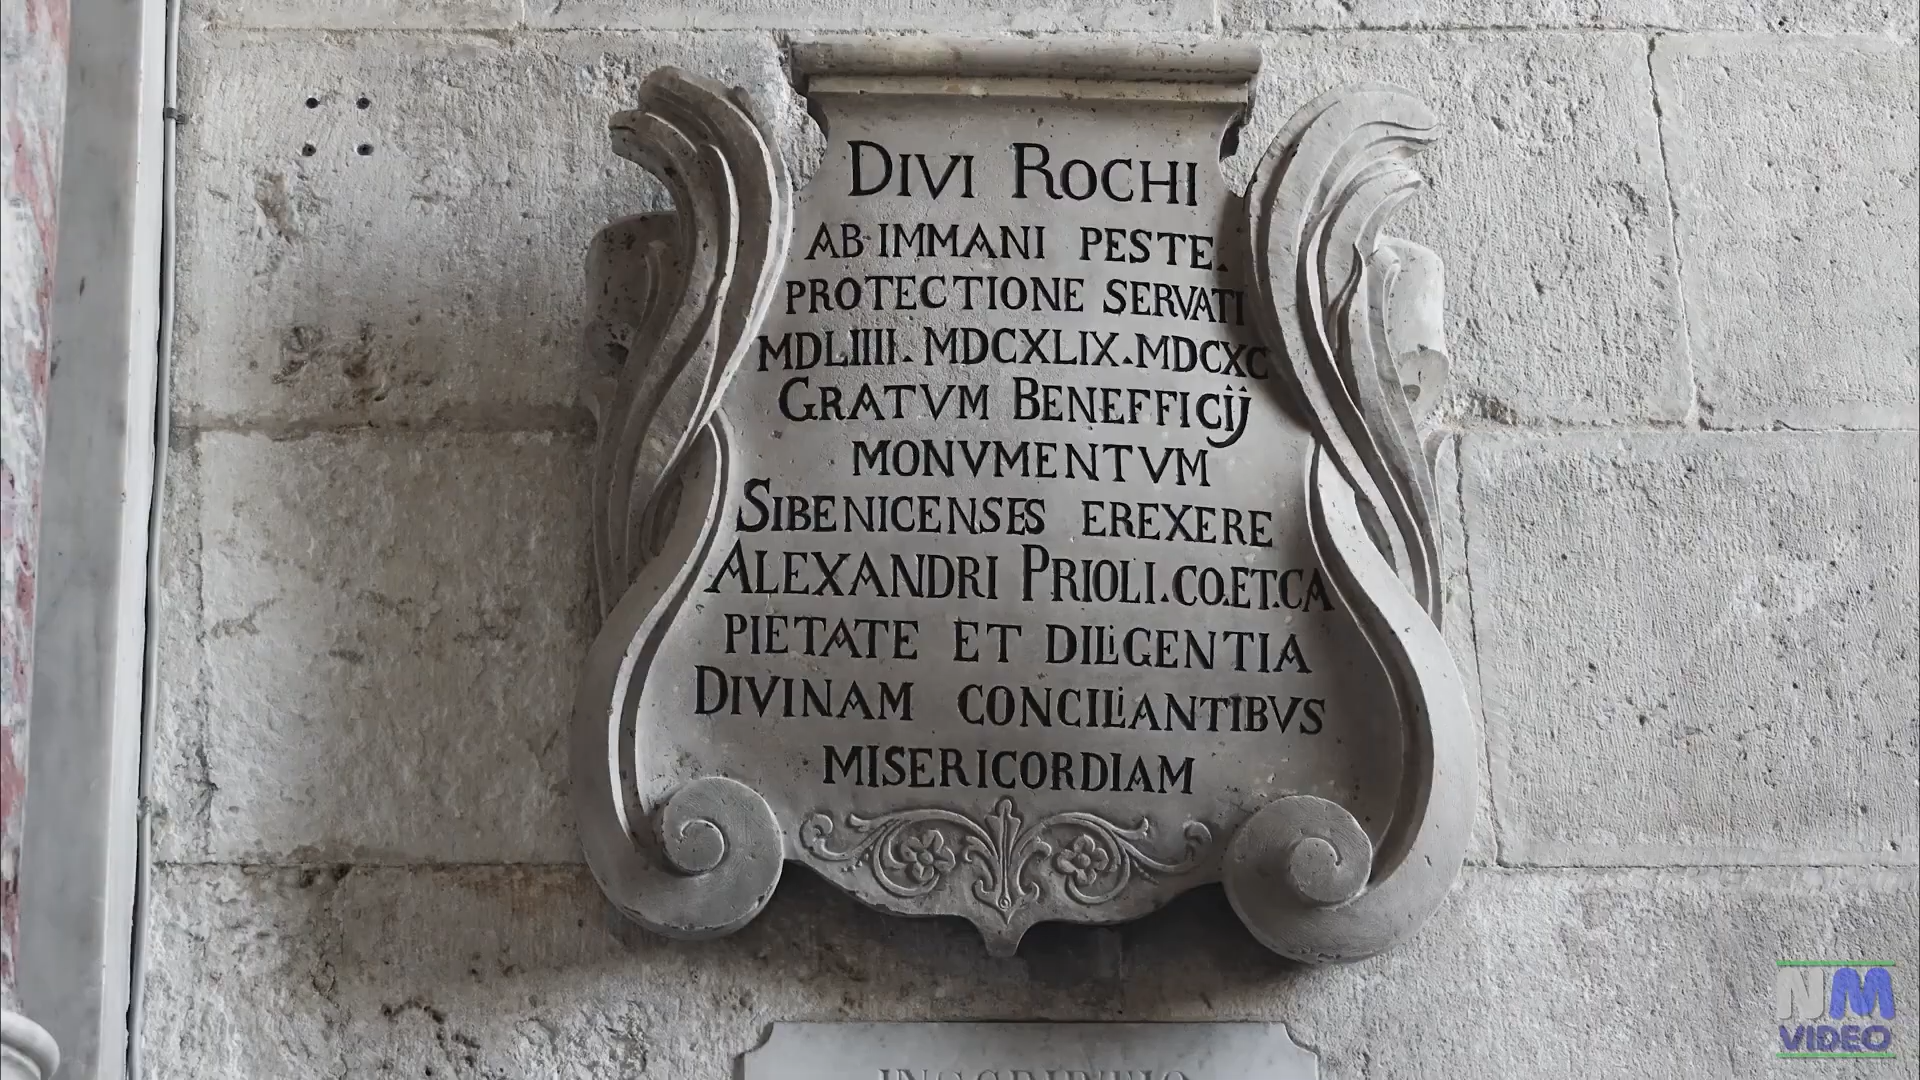 DIVI ROCHI
AB·IMMANI PESTE.
PROTECTIONE SERVATI
MDLIIII. MDCXLIX. MDCXC
GRATVM BENEFFICIJ
MONVMENTVM
SIBENICENSES EREXERE
ALEXANDRI PRIOLI.CO.ET.CA
PIETATE ET DILiGENTIA
DIVINAM CONCILiANTIBVS
MISERICORDIAM
INSCRIPTIO
NM
VIDEO